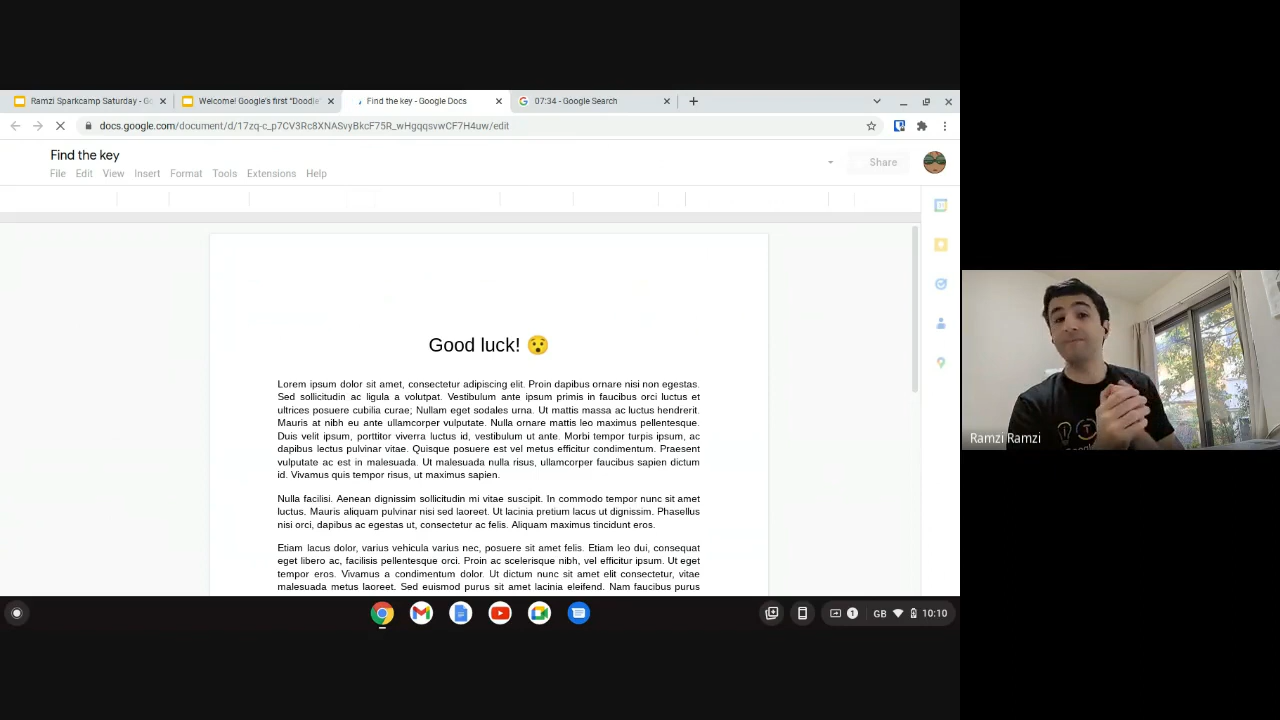 Ramzi Sparkcamp Saturday - Go
Welcome! Google's first "Doodle"
Find the key - Google Docs
07:34 - Google Search
docs.google.com/document/d/17zq-c_p7CV3Rc8XNASvyBkcF75R_wHgqqsvwCF7H4uw/edit
Find the key
Share
File Edit View Insert Format Tools Extensions Help
Good luck! 😯
Lorem ipsum dolor sit amet, consectetur adipiscing elit. Proin dapibus ornare nisi non egestas.
Sed sollicitudin ac ligula a volutpat. Vestibulum ante ipsum primis in faucibus orci luctus et
ultrices posuere cubilia curae; Nullam eget sodales urna. Ut mattis massa ac luctus hendrerit.
Mauris at nibh eu ante ullamcorper vulputate. Nulla ornare mattis leo maximus pellentesque.
Duis velit ipsum, porttitor viverra luctus id, vestibulum ut ante. Morbi tempor turpis ipsum, ac
dapibus lectus pulvinar vitae. Quisque posuere est vel metus efficitur condimentum. Praesent
vulputate ac est in malesuada. Ut malesuada nulla risus, ullamcorper faucibus sapien dictum
id. Vivamus quis tempor risus, ut maximus sapien.
Nulla facilisi. Aenean dignissim sollicitudin mi vitae suscipit. In commodo tempor nunc sit amet
luctus. Mauris aliquam pulvinar nisi sed laoreet. Ut lacinia pretium lacus ut dignissim. Phasellus
nisi orci, dapibus ac egestas ut, consectetur ac felis. Aliquam maximus tincidunt eros.
Etiam lacus dolor, varius vehicula varius nec, posuere sit amet felis. Etiam leo dui, consequat
eget libero ac, facilisis pellentesque orci. Proin ac scelerisque nibh, vel efficitur ipsum. Ut eget
tempor eros. Vivamus a condimentum dolor. Ut dictum nunc sit amet elit consectetur, vitae
malesuada metus laoreet. Sed euismod purus sit amet lacinia eleifend. Nam faucibus purus
Ramzi Ramzi
1 GB 10:10